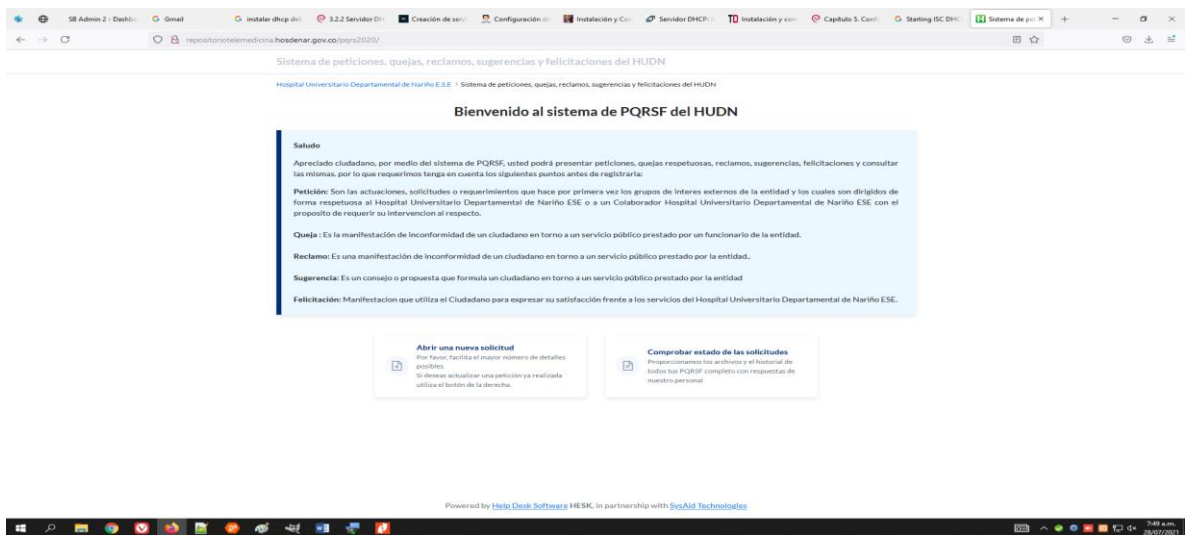 SB Admin 2 - Dashbo
Gmail
instalar dhcp deb
3.2.2 Servidor DH
Creación de serv
Configuración de
Instalación y Con
Servidor DHCP:
Instalación y con
Capítulo 5. Confi
Starting ISC DHC
Sistema de pe
repositoriotelemedicina.hosdenar.gov.co/pqrs2020/
Sistema de peticiones, quejas, reclamos, sugerencias y felicitaciones del HUDN
Hospital Universitario Departamental de Nariño E.S.E > Sistema de peticiones, quejas, reclamos, sugerencias y felicitaciones del HUDN
Bienvenido al sistema de PQRSF del HUDN
Saludo
Apreciado ciudadano, por medio del sistema de PQRSF, usted podrá presentar peticiones, quejas respetuosas, reclamos, sugerencias, felicitaciones y consultar
las mismas. por lo que requerimos tenga en cuenta los siguientes puntos antes de registrarla:
Petición: Son las actuaciones, solicitudes o requerimientos que hace por primera vez los grupos de interes externos de la entidad y los cuales son dirigidos de
forma respetuosa al Hospital Universitario Departamental de Nariño ESE o a un Colaborador Hospital Universitario Departamental de Nariño ESE con el
proposito de requerir su intervencion al respecto.
Queja : Es la manifestación de inconformidad de un ciudadano en torno a un servicio público prestado por un funcionario de la entidad.
Reclamo: Es una manifestación de inconformidad de un ciudadano en torno a un servicio público prestado por la entidad..
Sugerencia: Es un consejo o propuesta que formula un ciudadano en torno a un servicio público prestado por la entidad
Felicitación: Manifestacion que utiliza el Ciudadano para expresar su satisfacción frente a los servicios del Hospital Universitario Departamental de Nariño ESE.
Abrir una nueva solicitud
Por favor, facilita el mayor número de detalles
posibles.
Si deseas actualizar una petición ya realizada
utiliza el botón de la derecha.
Comprobar estado de las solicitudes
Proporcionamos los archivos y el historial de
todos tus PQRSF completo con respuestas de
nuestro personal
Powered by Help Desk Software HESK, in partnership with SysAid Technologies
7:49 a.m.
28/07/2021